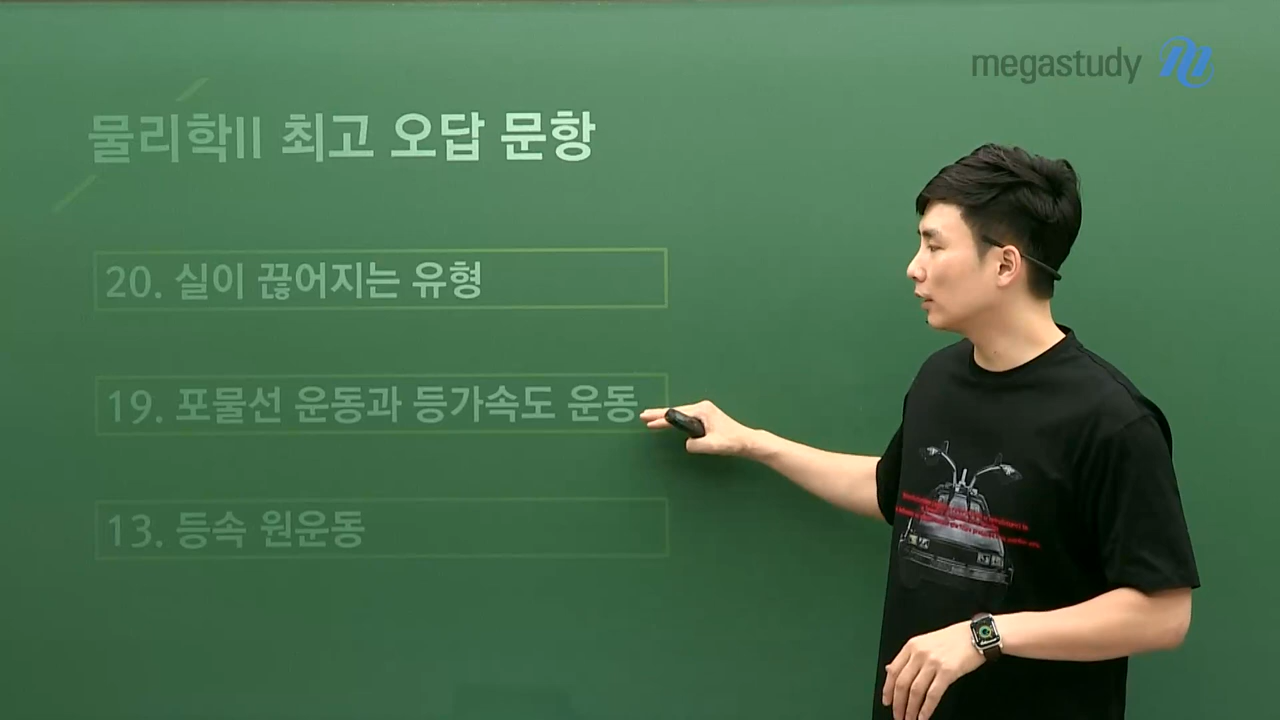 megastudy
물리학II 최고 오답 문항
20. 실이 끊어지는 유형
19. 포물선 운동과 등가속도 운동
13. 등속 원운동